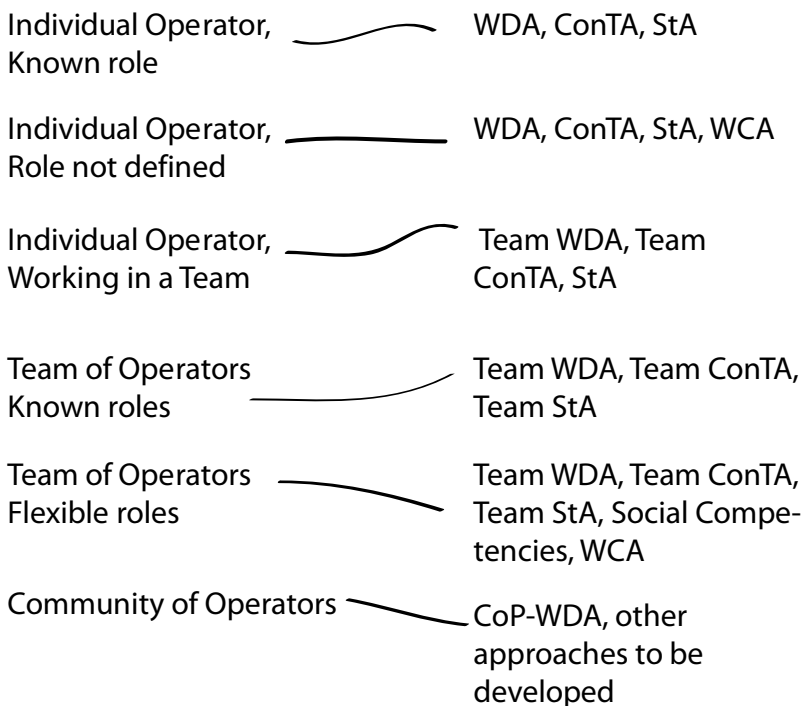 Individual Operator,
Known role
WDA, ConTA, StA
Individual Operator,
Role not defined
WDA, ConTA, StA, WCA
Individual Operator,
Working in a Team
Team WDA, Team
ConTA, StA
Team of Operators
Known roles
Team WDA, Team ConTA,
Team StA
Team of Operators
Flexible roles
Team WDA, Team ConTA,
Team StA, Social Compe-
tencies, WCA
Community of Operators
CoP-WDA, other
approaches to be
developed